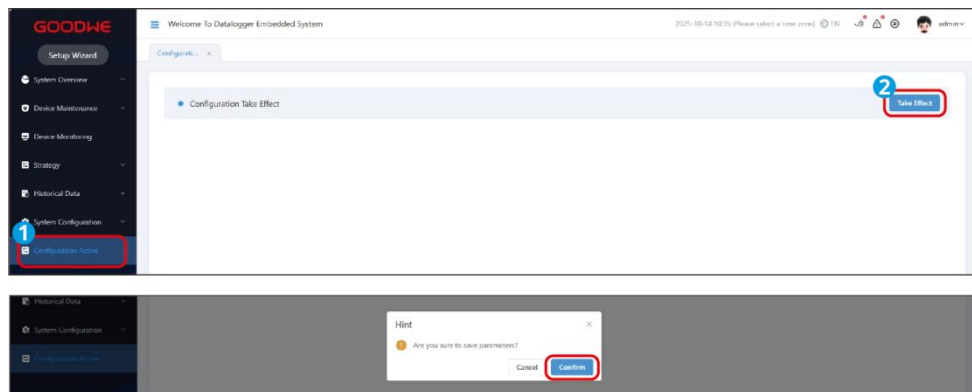 GOODWE
Welcome To Datalogger Embedded System
2025-10-14 10:35 (Please select a time zone) EN admin
Setup Wizard
Configurati... ×
System Overview
Device Maintenance
Configuration Take Effect
2
Take Effect
Device Monitoring
Strategy
Historical Data
System Configuration
1
Configuration Active
Historical Data
Hint ×
System Configuration
Are you sure to save parameters?
Configuration Active
Cancel Confirm